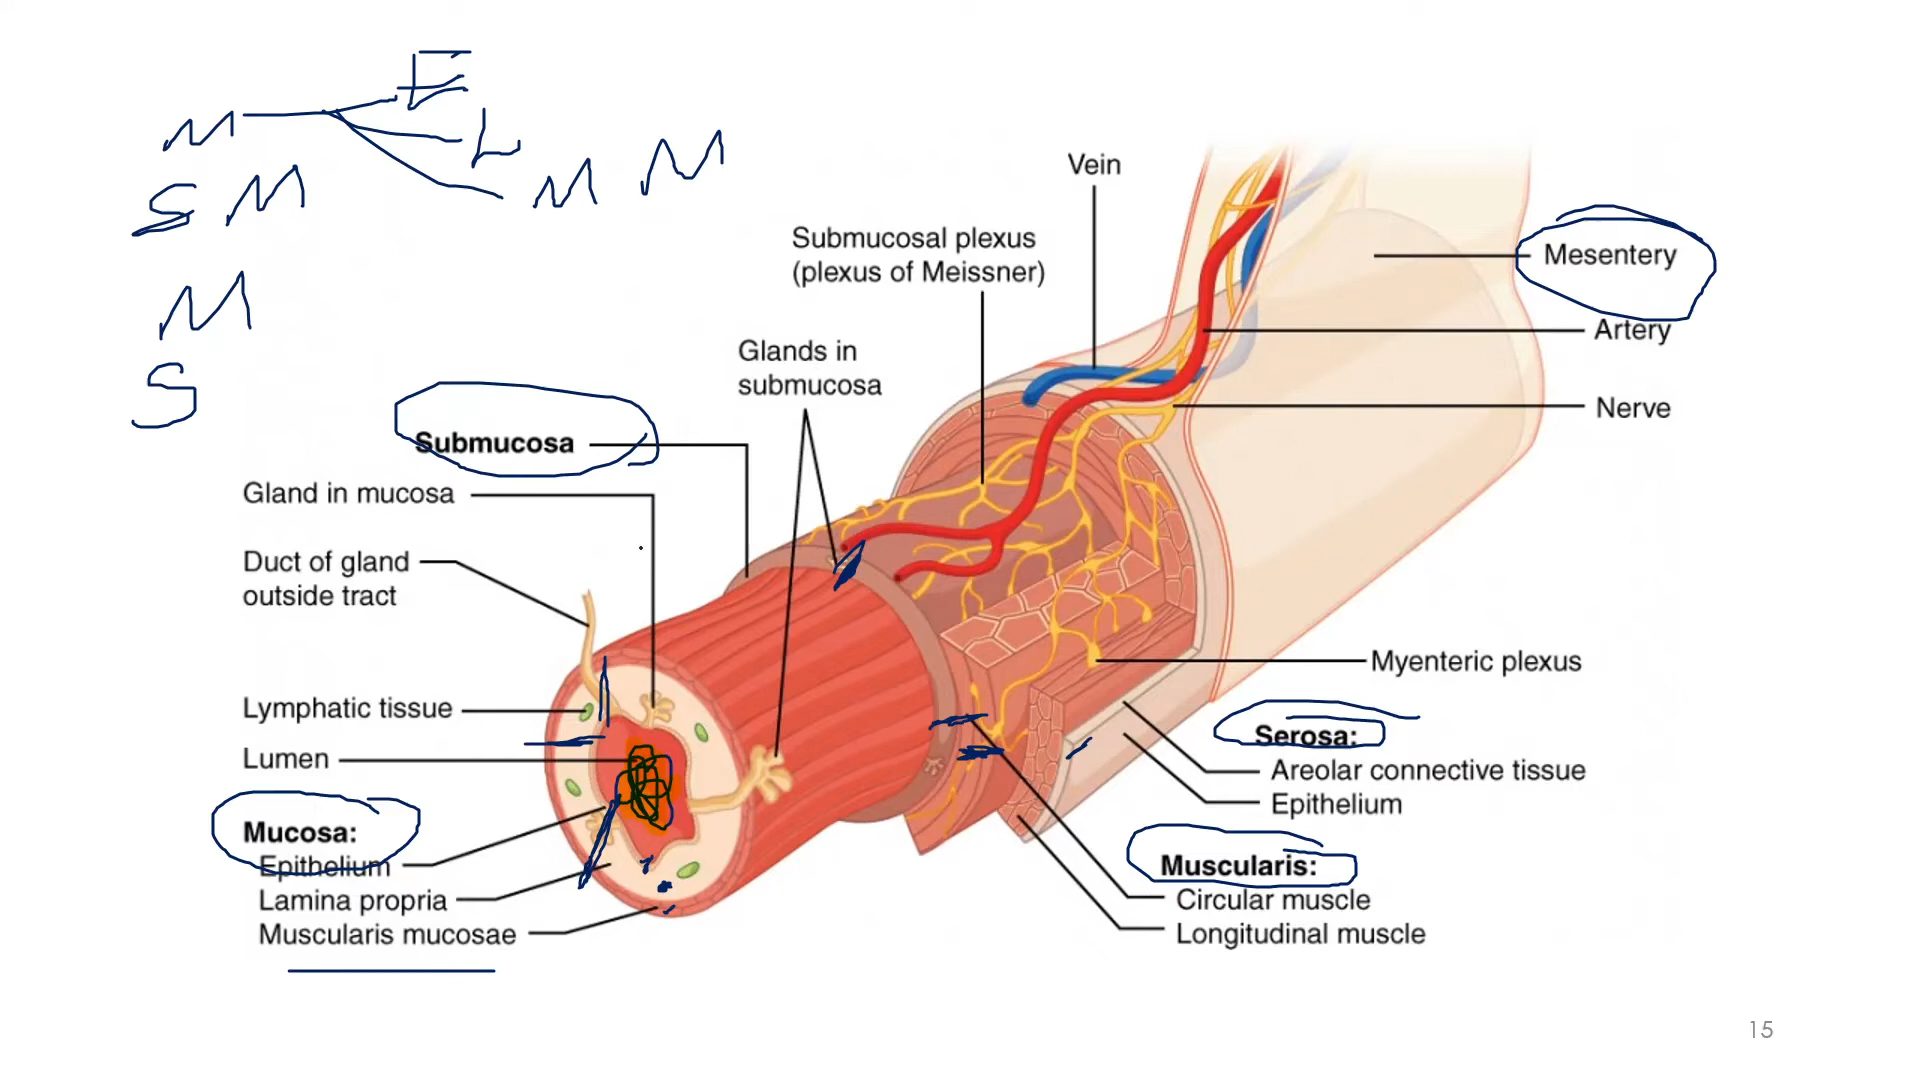 E
M
L
M M
S M
M
S
Vein
Submucosal plexus
(plexus of Meissner)
Mesentery
Artery
Glands in
submucosa
Nerve
Submucosa
Gland in mucosa
Duct of gland
outside tract
Myenteric plexus
Lymphatic tissue
Lumen
Serosa:
Areolar connective tissue
Epithelium
Mucosa:
Epithelium
Lamina propria
Muscularis mucosae
Muscularis:
Circular muscle
Longitudinal muscle
15